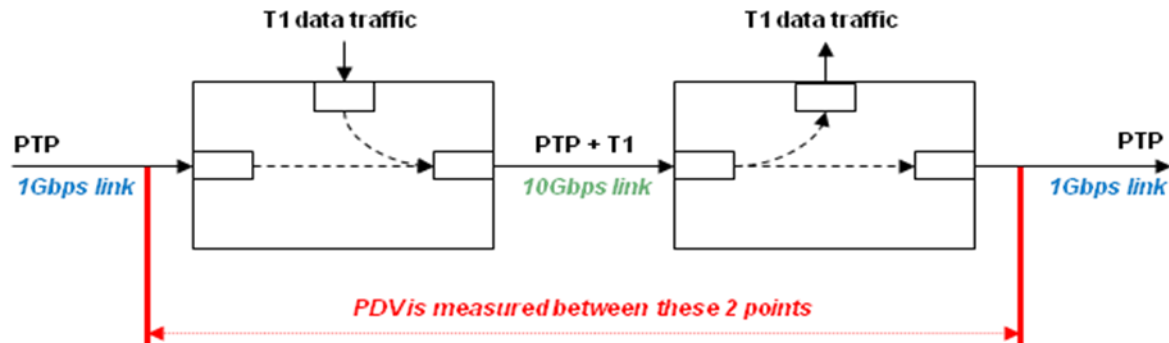 T1 data traffic
T1 data traffic
PTP
PTP + T1
PTP
1Gbps link
10Gbps link
1Gbps link
PDV is measured between these 2 points